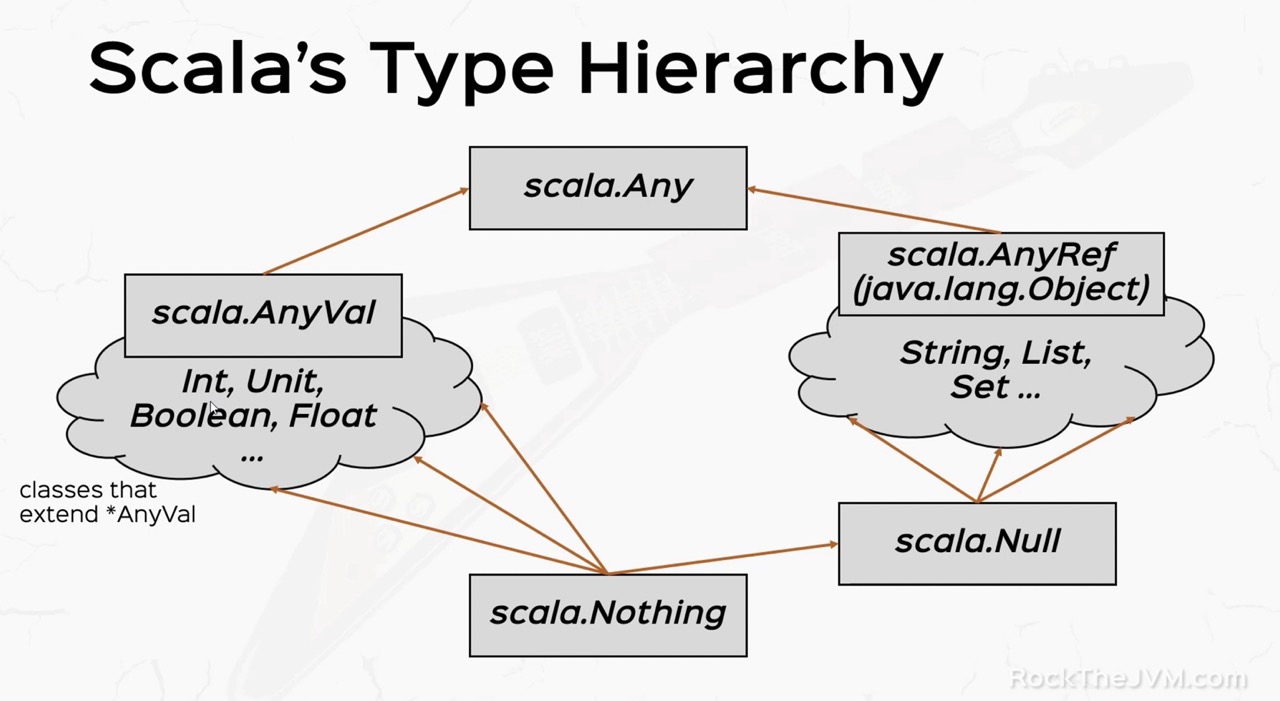 Scala's Type Hierarchy
scala.Any
scala.AnyRef
(java.lang.Object)
scala.AnyVal
String, List,
Set ...
Int, Unit,
Boolean, Float
...
classes that
extend *AnyVal
scala.Null
scala.Nothing
RockTheJVM.com